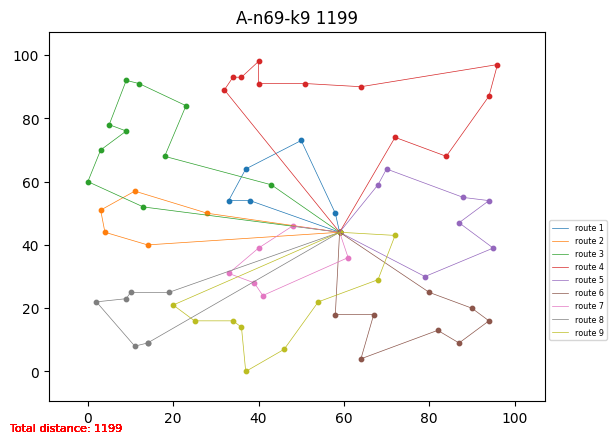 A-n69-k9 1199
100
80
60
40
20
0
0 20 40 60 80 100
route 1
route 2
route 3
route 4
route 5
route 6
route 7
route 8
route 9
Total distance: 1199